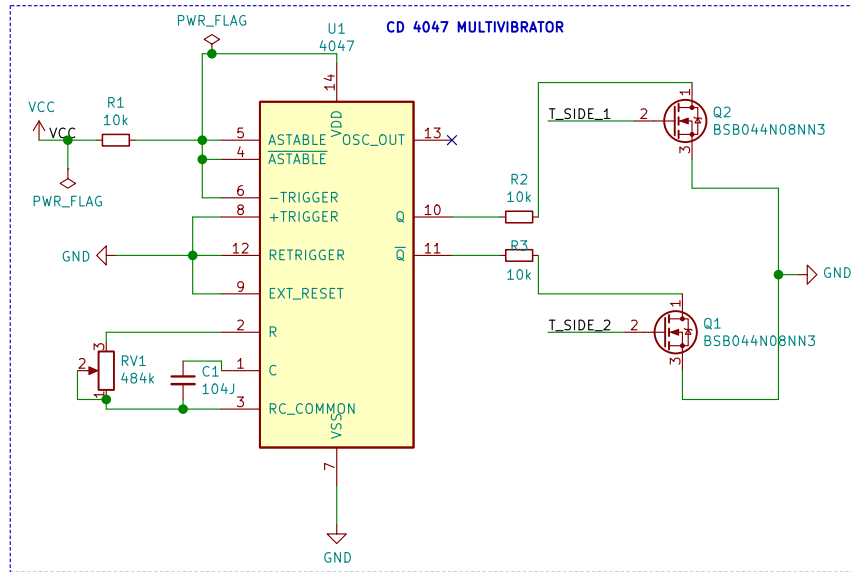 PWR_FLAG
U1
4047
CD 4047 MULTIVIBRATOR
14
VDD
VCC
VCC
R1
10k
5
ASTABLE
OSC_OUT
13
4
ASTABLE
PWR_FLAG
6
-TRIGGER
8
+TRIGGER
Q
10
R2
10k
GND
12
RETRIGGER
Q
11
R3
10k
9
EXT_RESET
2
R
1
C
3
RC_COMMON
VSS
7
GND
3
2
1
RV1
484k
C1
104J
T_SIDE_1
2
1
3
Q2
BSB044N08NN3
GND
T_SIDE_2
2
1
3
Q1
BSB044N08NN3